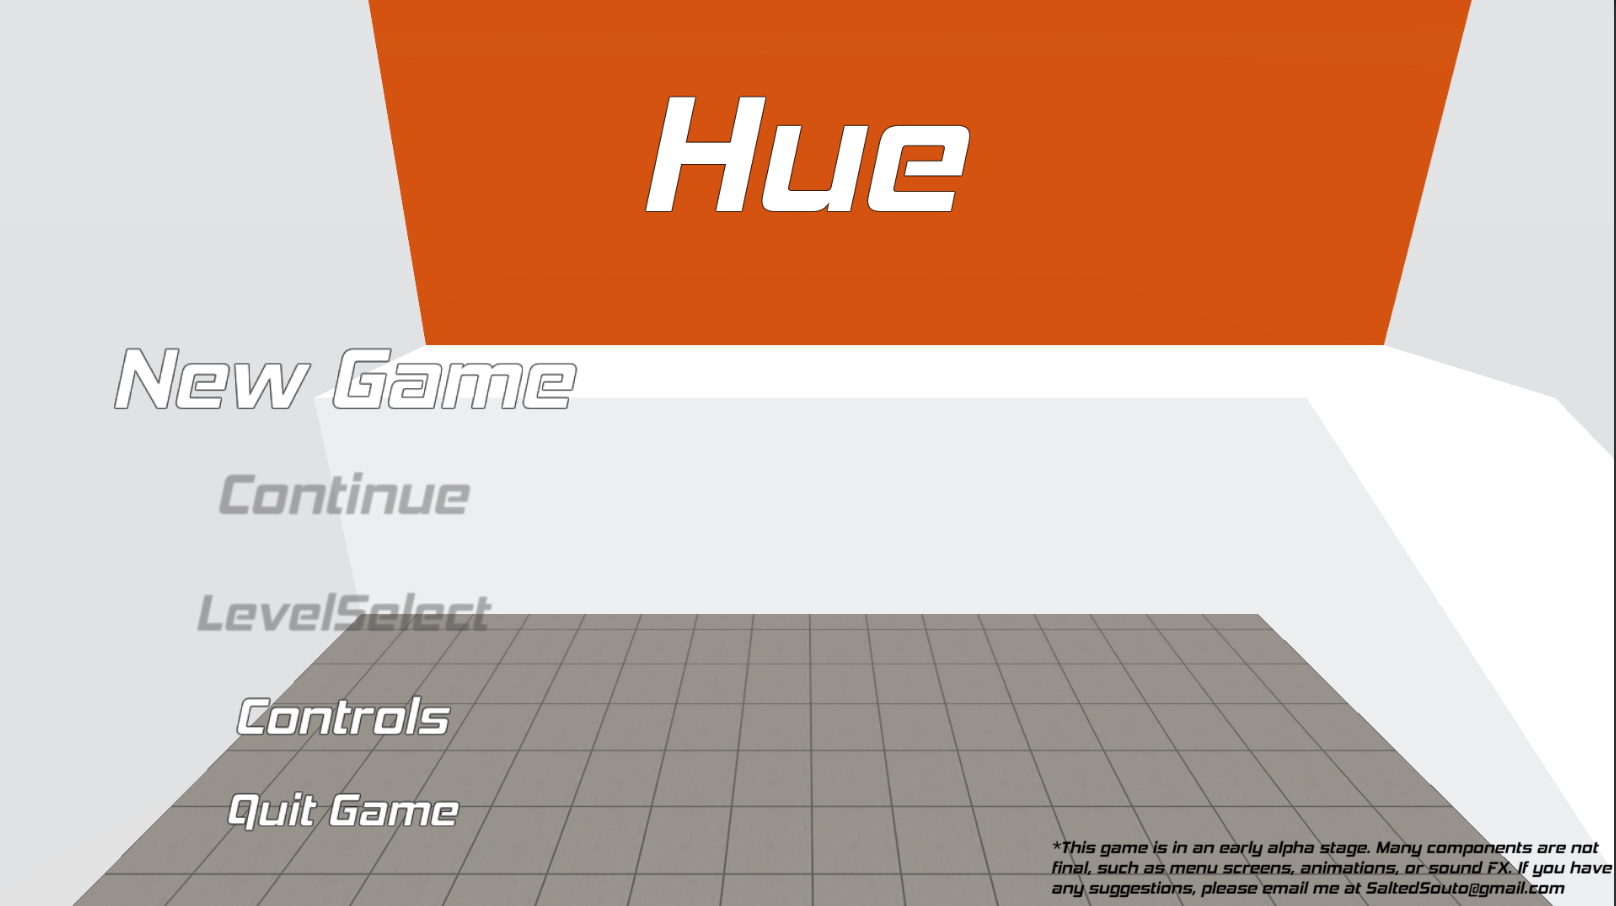 Hue
New Game
Continue
LevelSelect
Controls
Quit Game
*This game is in an early alpha stage. Many components are not
final, such as menu screens, animations, or sound FX. If you have
any suggestions, please email me at SaltedSouto@gmail.com